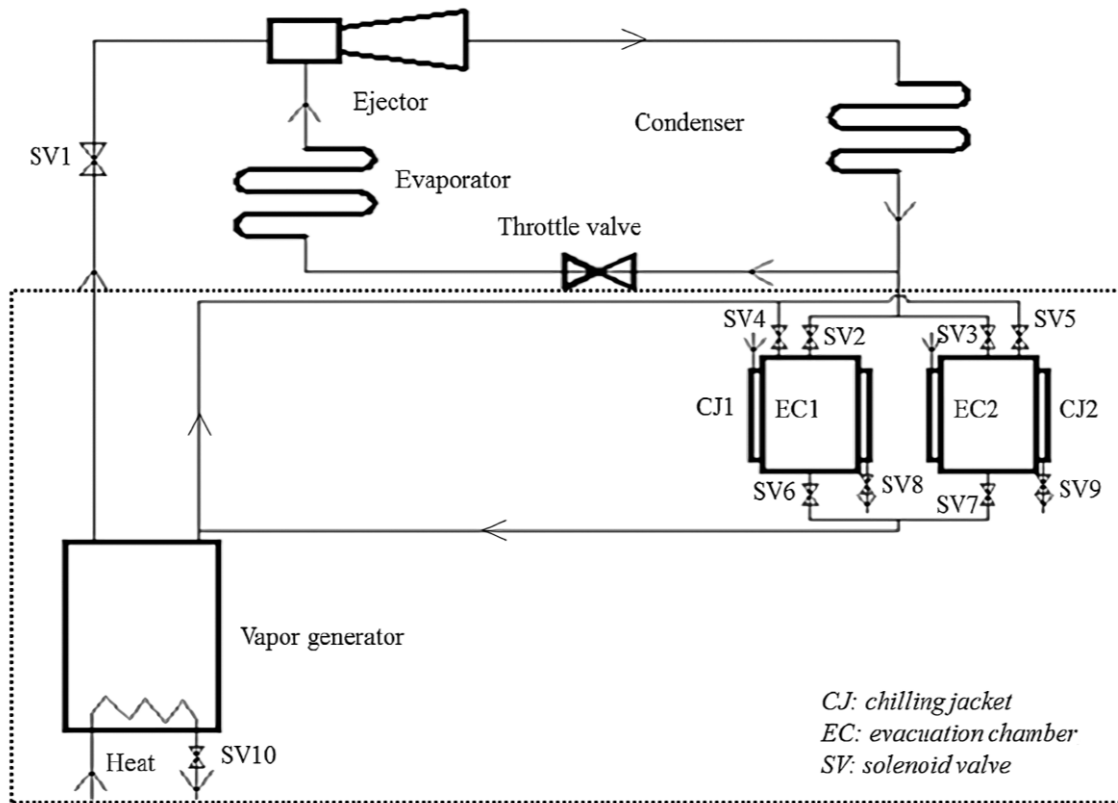 Ejector
Condenser
SV1
Evaporator
Throttle valve
SV4
SV2
SV3
SV5
CJ1
EC1
EC2
CJ2
SV6
SV8
SV7
SV9
Vapor generator
Heat
SV10
CJ: chilling jacket
EC: evacuation chamber
SV: solenoid valve